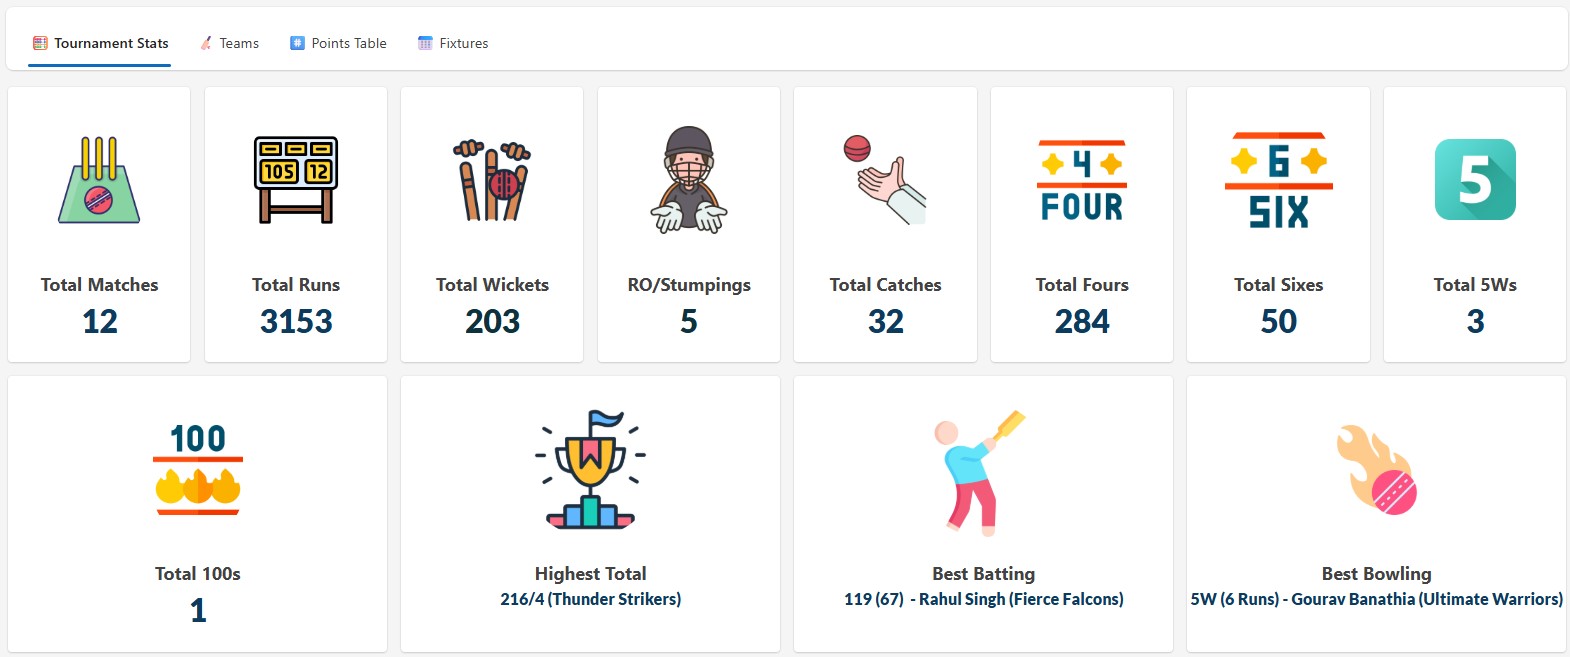 Tournament Stats
Teams
Points Table
Fixtures
105 12
4
FOUR
6
SIX
5
Total Matches
12
Total Runs
3153
Total Wickets
203
RO/Stumpings
5
Total Catches
32
Total Fours
284
Total Sixes
50
Total 5Ws
3
100
Total 100s
1
Highest Total
216/4 (Thunder Strikers)
Best Batting
119 (67) - Rahul Singh (Fierce Falcons)
Best Bowling
5W (6 Runs) - Gourav Banathia (Ultimate Warriors)